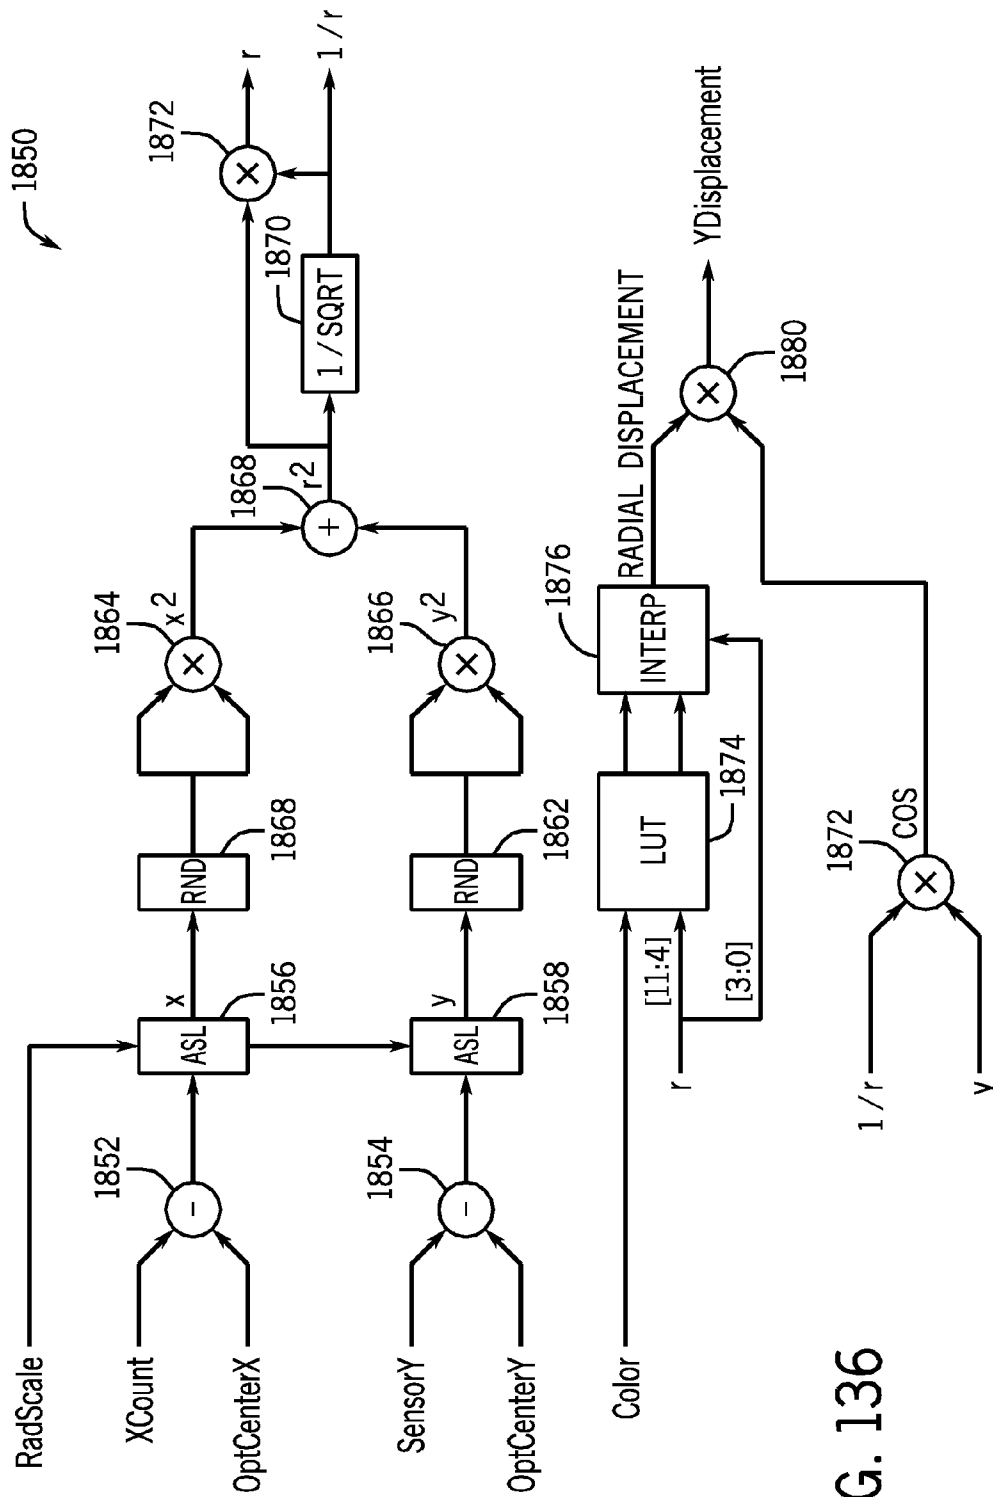 1850
RadScale
XCount
OptCenterX
1852
-
ASL
x
1856
RND
1868
1864
×
x2
SensorY
OptCenterY
1854
-
ASL
y
1858
RND
1862
1866
×
y2
1868
+
r2
1/SQRT
1870
1872
×
r
1/r
Color
r
[11:4]
[3:0]
LUT
1874
INTERP
1876
RADIAL DISPLACEMENT
×
1880
YDisplacement
1/r
y
1872
×
COS
G. 136